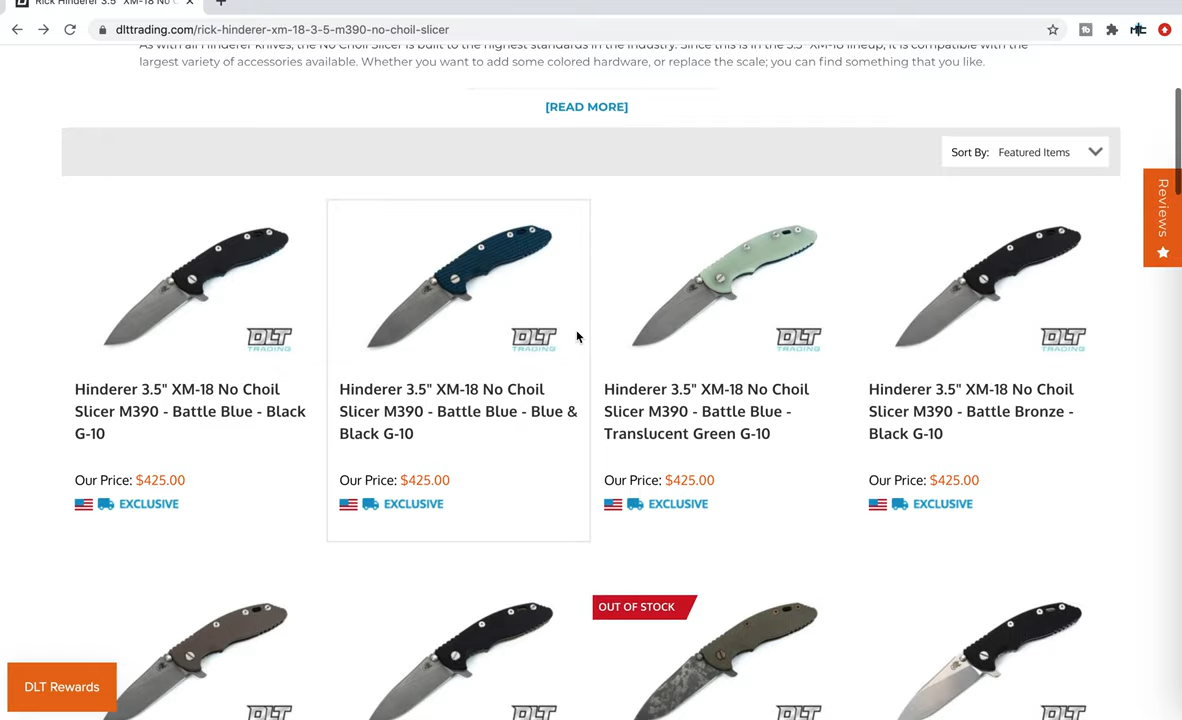 Rick Hinderer 3.5" XM-18 No C
dlttrading.com/rick-hinderer-xm-18-3-5-m390-no-choil-slicer
As with all Hinderer knives, the No Choil Slicer is built to the highest standards in the industry. Since this is in the 3.5" XM-18 lineup, it is compatible with the
largest variety of accessories available. Whether you want to add some colored hardware, or replace the scale; you can find something that you like.
[READ MORE]
Sort By: Featured Items
Reviews
DLT
TRADING
DLT
TRADING
DLT
TRADING
DLT
TRADING
Hinderer 3.5" XM-18 No Choil
Slicer M390 - Battle Blue - Black
G-10
Our Price: $425.00
EXCLUSIVE
Hinderer 3.5" XM-18 No Choil
Slicer M390 - Battle Blue - Blue &
Black G-10
Our Price: $425.00
EXCLUSIVE
Hinderer 3.5" XM-18 No Choil
Slicer M390 - Battle Blue -
Translucent Green G-10
Our Price: $425.00
EXCLUSIVE
Hinderer 3.5" XM-18 No Choil
Slicer M390 - Battle Bronze -
Black G-10
Our Price: $425.00
EXCLUSIVE
OUT OF STOCK
DLT Rewards
DLT
DLT
DLT
DLT